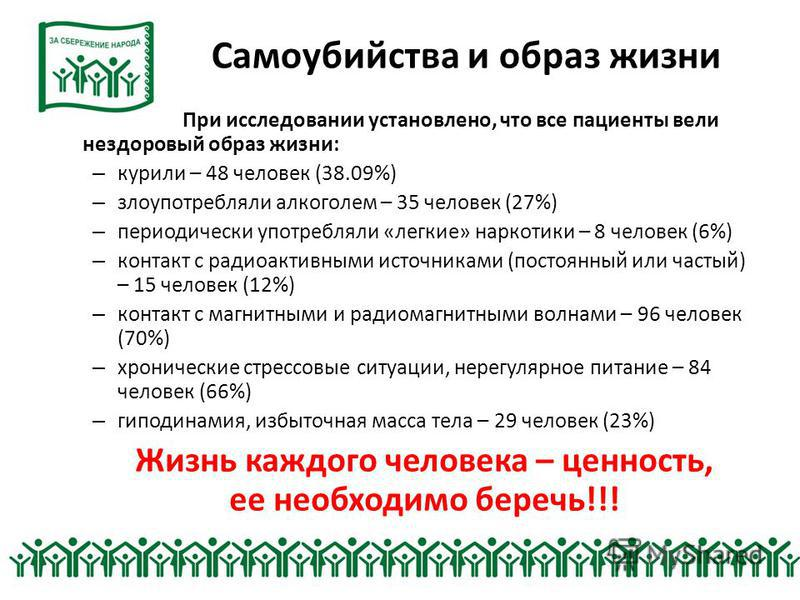 ЗА СБЕРЕЖЕНИЕ НАРОДА
Самоубийства и образ жизни
При исследовании установлено, что все пациенты вели
нездоровый образ жизни:
– курили – 48 человек (38.09%)
– злоупотребляли алкоголем – 35 человек (27%)
– периодически употребляли «легкие» наркотики – 8 человек (6%)
– контакт с радиоактивными источниками (постоянный или частый)
– 15 человек (12%)
– контакт с магнитными и радиомагнитными волнами – 96 человек
(70%)
– хронические стрессовые ситуации, нерегулярное питание – 84
человек (66%)
– гиподинамия, избыточная масса тела – 29 человек (23%)
Жизнь каждого человека – ценность,
ее необходимо беречь!!!
MyShared